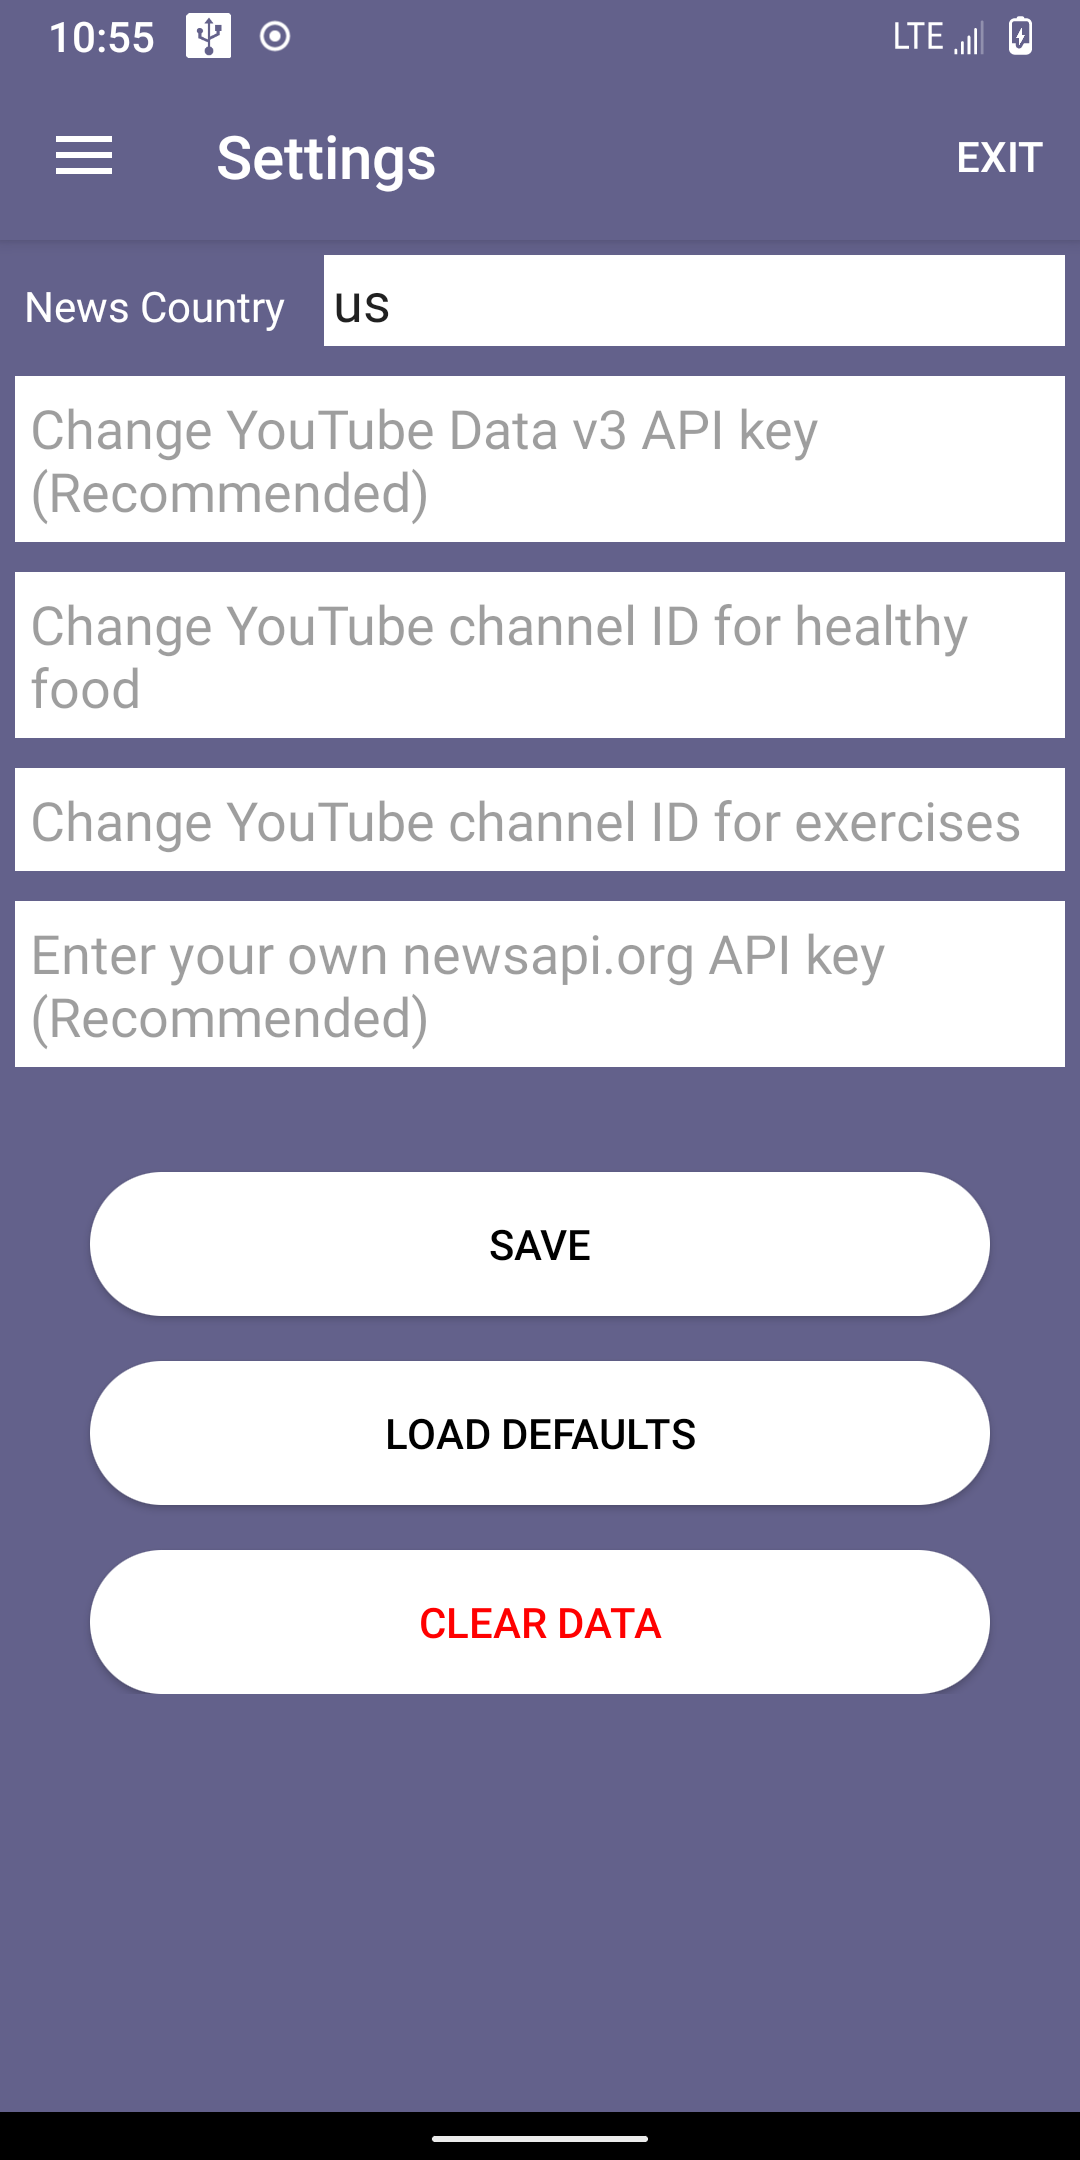 10:55
LTE
Settings
EXIT
News Country
us
Change YouTube Data v3 API key
(Recommended)
Change YouTube channel ID for healthy
food
Change YouTube channel ID for exercises
Enter your own newsapi.org API key
(Recommended)
SAVE
LOAD DEFAULTS
CLEAR DATA